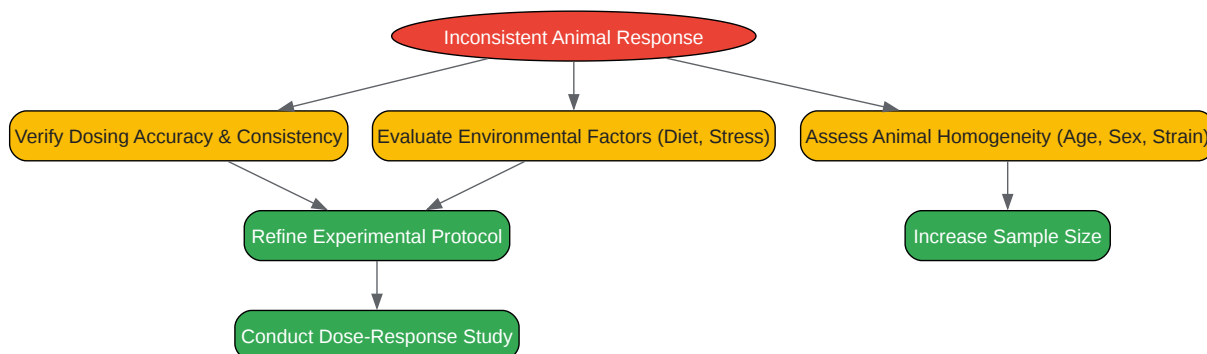 Inconsistent Animal Response
Verify Dosing Accuracy & Consistency
Evaluate Environmental Factors (Diet, Stress)
Assess Animal Homogeneity (Age, Sex, Strain)
Refine Experimental Protocol
Increase Sample Size
Conduct Dose-Response Study